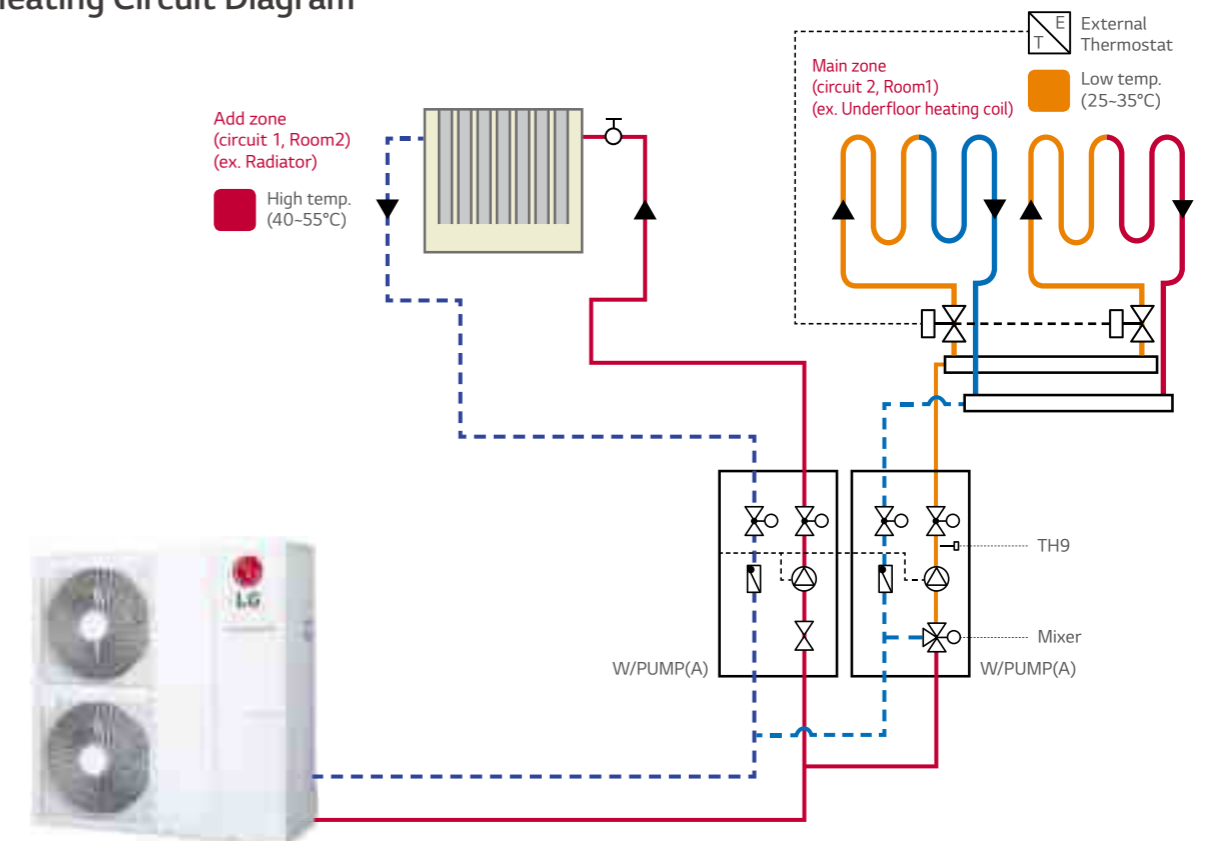 Heating Circuit Diagram
E
T
External
Thermostat
Main zone
(circuit 2, Room1)
(ex. Underfloor heating coil)
Low temp.
(25~35°C)
Add zone
(circuit 1, Room2)
(ex. Radiator)
High temp.
(40~55°C)
TH9
Mixer
W/PUMP(A)
W/PUMP(A)
LG